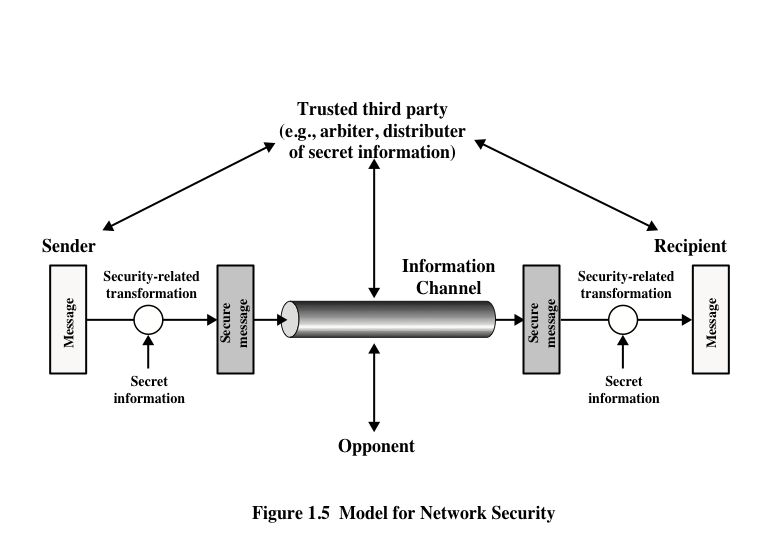 Trusted third party
(e.g., arbiter, distributer
of secret information)
Sender
Recipient
Information
Channel
Security-related
transformation
Security-related
transformation
Message
Secure
message
Secure
message
Message
Secret
information
Secret
information
Opponent
Figure 1.5 Model for Network Security